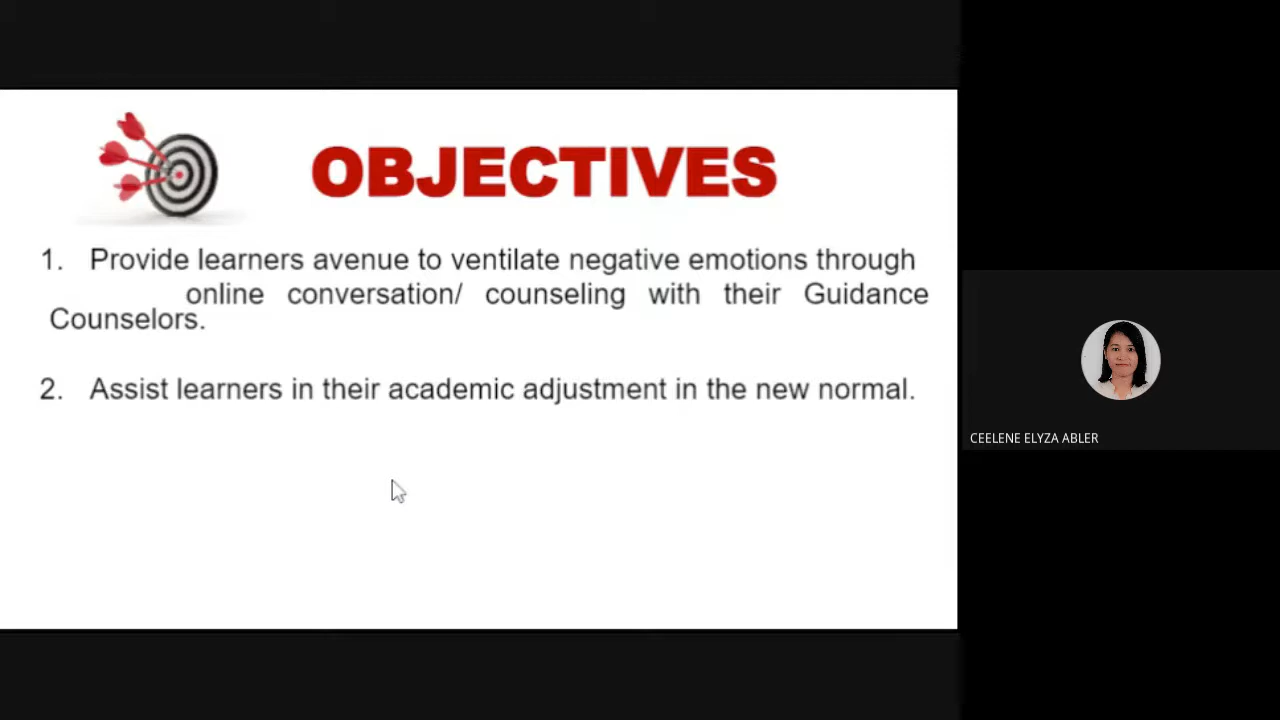 OBJECTIVES
1. Provide learners avenue to ventilate negative emotions through
online conversation/ counseling with their Guidance
Counselors.
2. Assist learners in their academic adjustment in the new normal.
CEELENE ELYZA ABLER